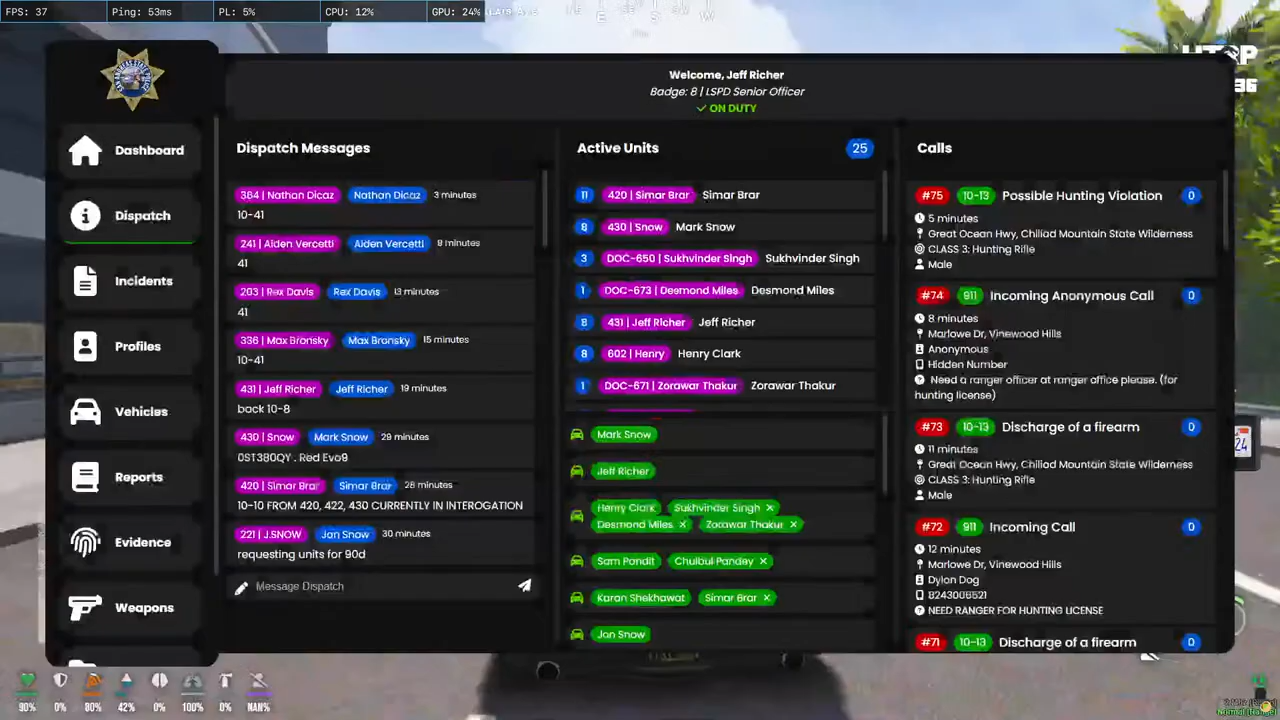 FPS: 37
Ping: 53ms
PL: 5%
CPU: 12%
GPU: 24%
Welcome, Jeff Richer
Badge: 8 | LSPD Senior Officer
ON DUTY
Dashboard
Dispatch
Incidents
Profiles
Vehicles
Reports
Evidence
Weapons
Dispatch Messages
364 | Nathan Dicaz Nathan Dicaz 3 minutes
10-41
241 | Aiden Vercetti Aiden Vercetti 8 minutes
41
203 | Rex Davis Rex Davis 13 minutes
41
336 | Max Bronsky Max Bronsky 15 minutes
10-41
431 | Jeff Richer Jeff Richer 19 minutes
back 10-8
430 | Snow Mark Snow 29 minutes
0ST380QY . Red Evo9
420 | Simar Brar Simar Brar 28 minutes
10-10 FROM 420, 422, 430 CURRENTLY IN INTEROGATION
221 | J.SNOW Jon Snow 30 minutes
requesting units for 90d
Message Dispatch
Active Units 25
11 420 | Simar Brar Simar Brar
8 430 | Snow Mark Snow
3 DOC-650 | Sukhvinder Singh Sukhvinder Singh
1 DOC-673 | Desmond Miles Desmond Miles
8 431 | Jeff Richer Jeff Richer
8 602 | Henry Henry Clark
1 DOC-671 | Zorawar Thakur Zorawar Thakur
Mark Snow
Jeff Richer
Henry Clark Sukhvinder Singh ×
Desmond Miles × Zorawar Thakur ×
Sam Pandit Chulbul Pandey ×
Karan Shekhawat Simar Brar ×
Jon Snow
Calls
#75 10-13 Possible Hunting Violation 0
5 minutes
Great Ocean Hwy, Chiliad Mountain State Wilderness
CLASS 3: Hunting Rifle
Male
#74 911 Incoming Anonymous Call 0
8 minutes
Marlowe Dr, Vinewood Hills
Anonymous
Hidden Number
Need a ranger officer at ranger office please. (for
hunting license)
#73 10-13 Discharge of a firearm 0
11 minutes
Great Ocean Hwy, Chiliad Mountain State Wilderness
CLASS 3: Hunting Rifle
Male
#72 911 Incoming Call 0
12 minutes
Marlowe Dr, Vinewood Hills
Dylon Dog
8243006521
NEED RANGER FOR HUNTING LICENSE
#71 10-13 Discharge of a firearm 0
24
90%
0%
80%
42%
0%
100%
0%
NAN%